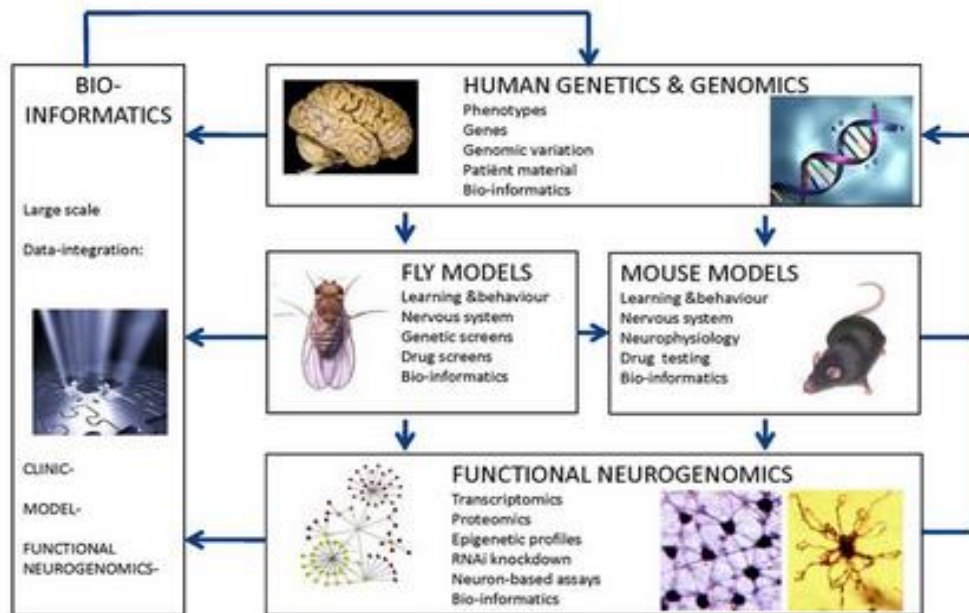 BIO-
INFORMATICS
Large scale
Data-integration:
CLINIC-
MODEL-
FUNCTIONAL
NEUROGENOMICS-
HUMAN GENETICS & GENOMICS
Phenotypes
Genes
Genomic variation
Patiënt material
Bio-informatics
FLY MODELS
Learning &behaviour
Nervous system
Genetic screens
Drug screens
Bio-informatics
MOUSE MODELS
Learning &behaviour
Nervous system
Neurophysiology
Drug testing
Bio-informatics
FUNCTIONAL NEUROGENOMICS
Transcriptomics
Proteomics
Epigenetic profiles
RNAi knockdown
Neuron-based assays
Bio-informatics